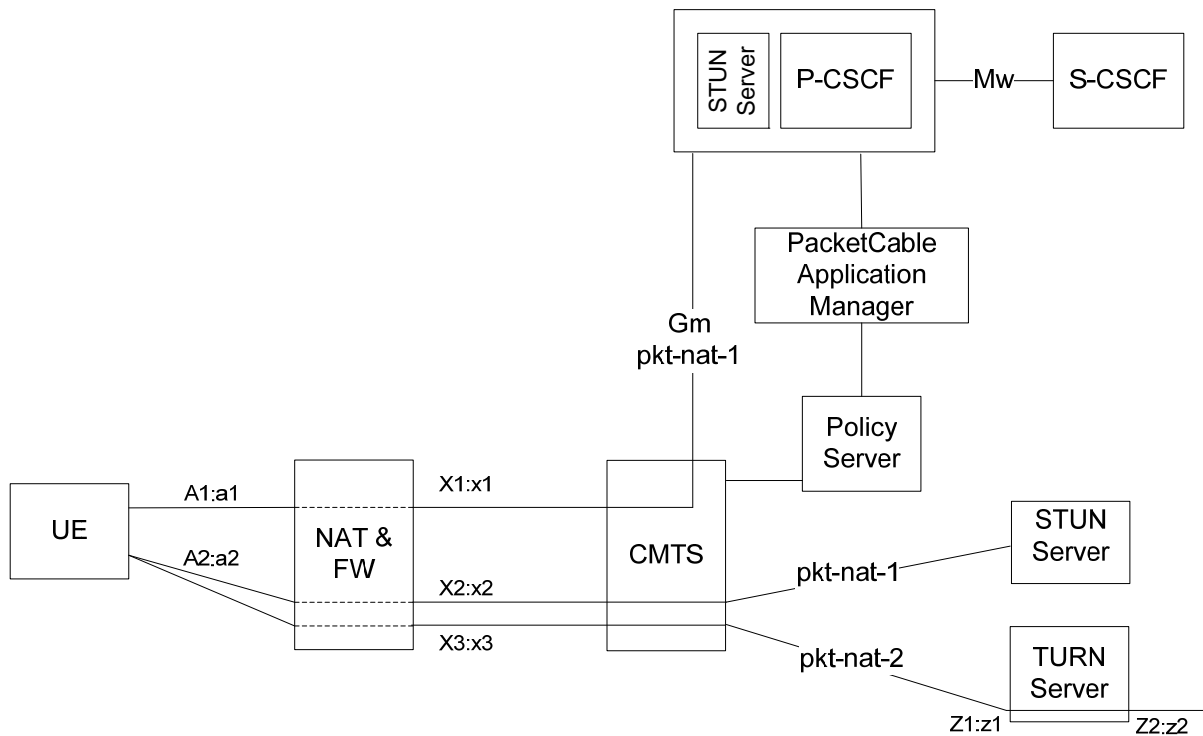 STUN
Server
P-CSCF
Mw
S-CSCF
PacketCable
Application
Manager
Gm
pkt-nat-1
Policy
Server
A1:a1
X1:x1
UE
NAT &
FW
CMTS
STUN
Server
A2:a2
X2:x2
pkt-nat-1
X3:x3
pkt-nat-2
TURN
Server
Z1:z1
Z2:z2